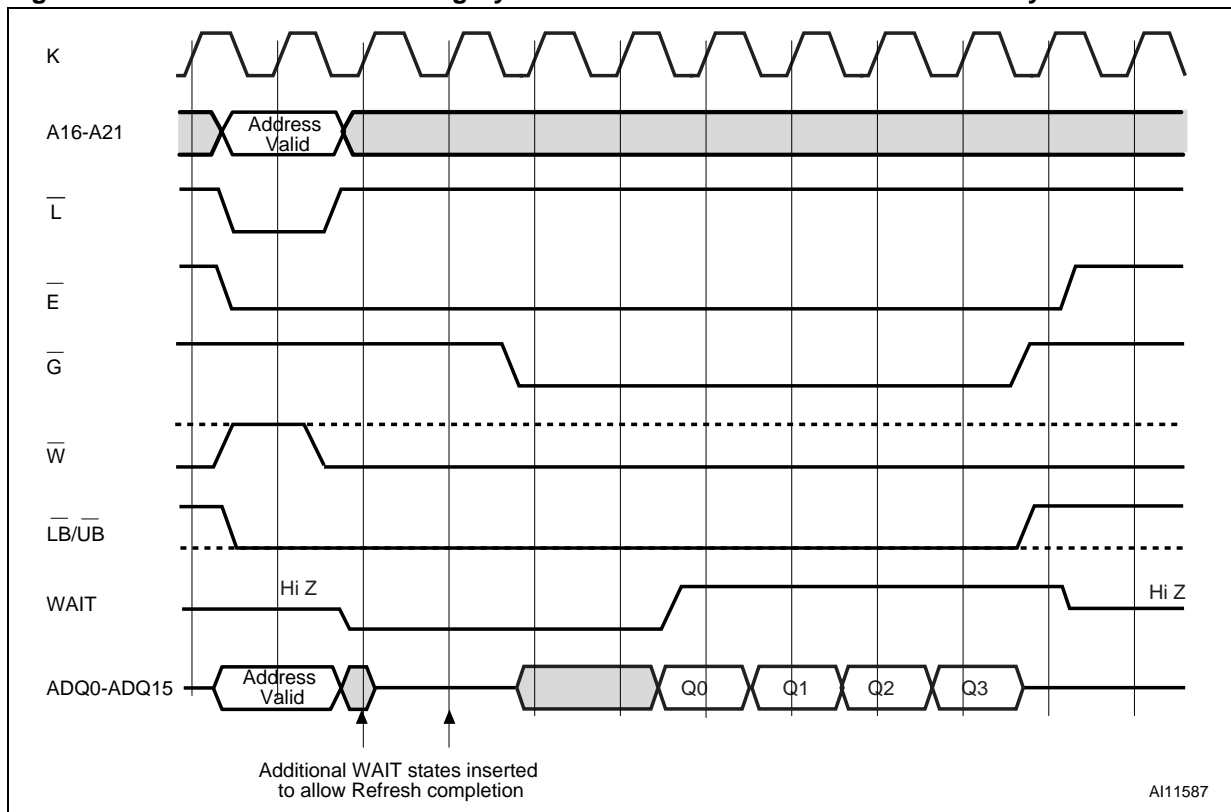 K
A16-A21
Address
Valid
L
E
G
W
LB/UB
Hi Z
WAIT
Hi Z
ADQ0-ADQ15
Address
Valid
Q0
Q1
Q2
Q3
Additional WAIT states inserted
to allow Refresh completion
AI11587